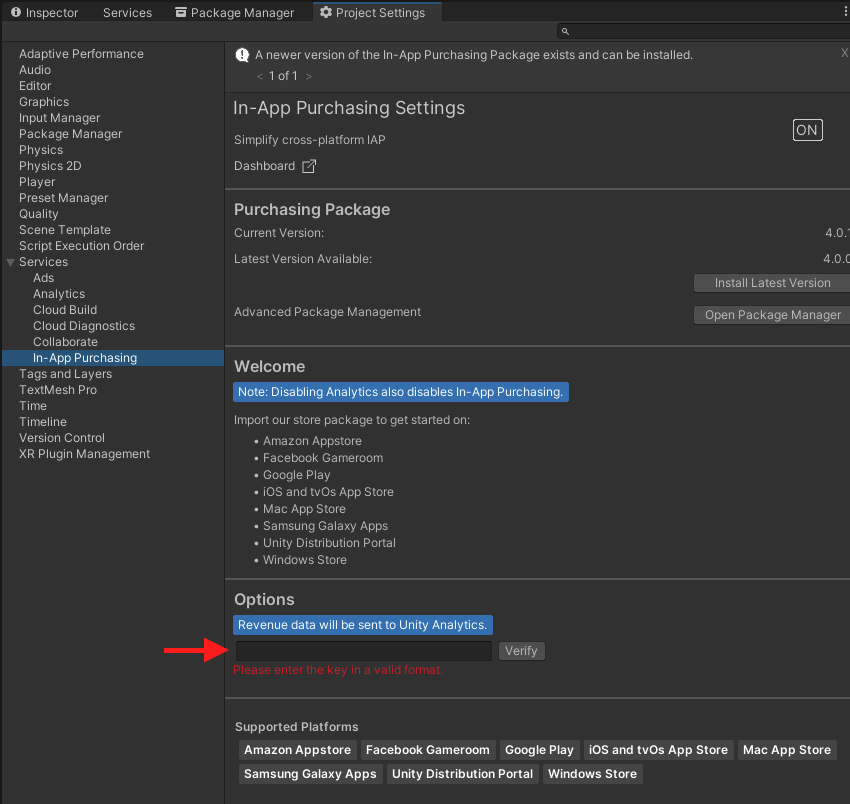 Inspector Services Package Manager Project Settings
Adaptive Performance
Audio
Editor
Graphics
Input Manager
Package Manager
Physics
Physics 2D
Player
Preset Manager
Quality
Scene Template
Script Execution Order
Services
Ads
Analytics
Cloud Build
Cloud Diagnostics
Collaborate
In-App Purchasing
Tags and Layers
TextMesh Pro
Time
Timeline
Version Control
XR Plugin Management
A newer version of the In-App Purchasing Package exists and can be installed. X
< 1 of 1 >
In-App Purchasing Settings
ON
Simplify cross-platform IAP
Dashboard
Purchasing Package
Current Version: 4.0.1
Latest Version Available: 4.0.0
Install Latest Version
Advanced Package Management Open Package Manager
Welcome
Note: Disabling Analytics also disables In-App Purchasing.
Import our store package to get started on:
• Amazon Appstore
• Facebook Gameroom
• Google Play
• iOS and tvOs App Store
• Mac App Store
• Samsung Galaxy Apps
• Unity Distribution Portal
• Windows Store
Options
Revenue data will be sent to Unity Analytics.
Verify
Please enter the key in a valid format.
Supported Platforms
Amazon Appstore Facebook Gameroom Google Play iOS and tvOs App Store Mac App Store
Samsung Galaxy Apps Unity Distribution Portal Windows Store